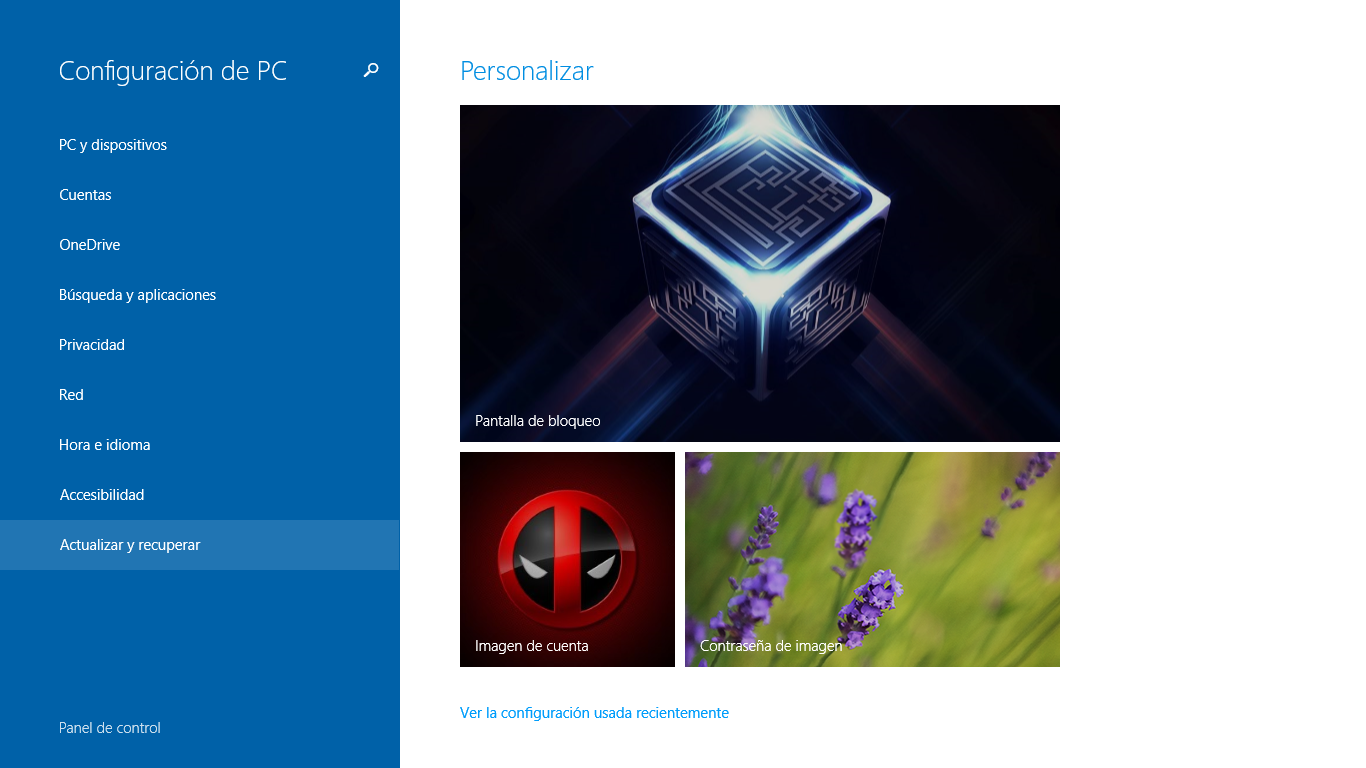 Configuración de PC
PC y dispositivos
Cuentas
OneDrive
Búsqueda y aplicaciones
Privacidad
Red
Hora e idioma
Accesibilidad
Actualizar y recuperar
Panel de control
Personalizar
Pantalla de bloqueo
Imagen de cuenta
Contraseña de imagen
Ver la configuración usada recientemente